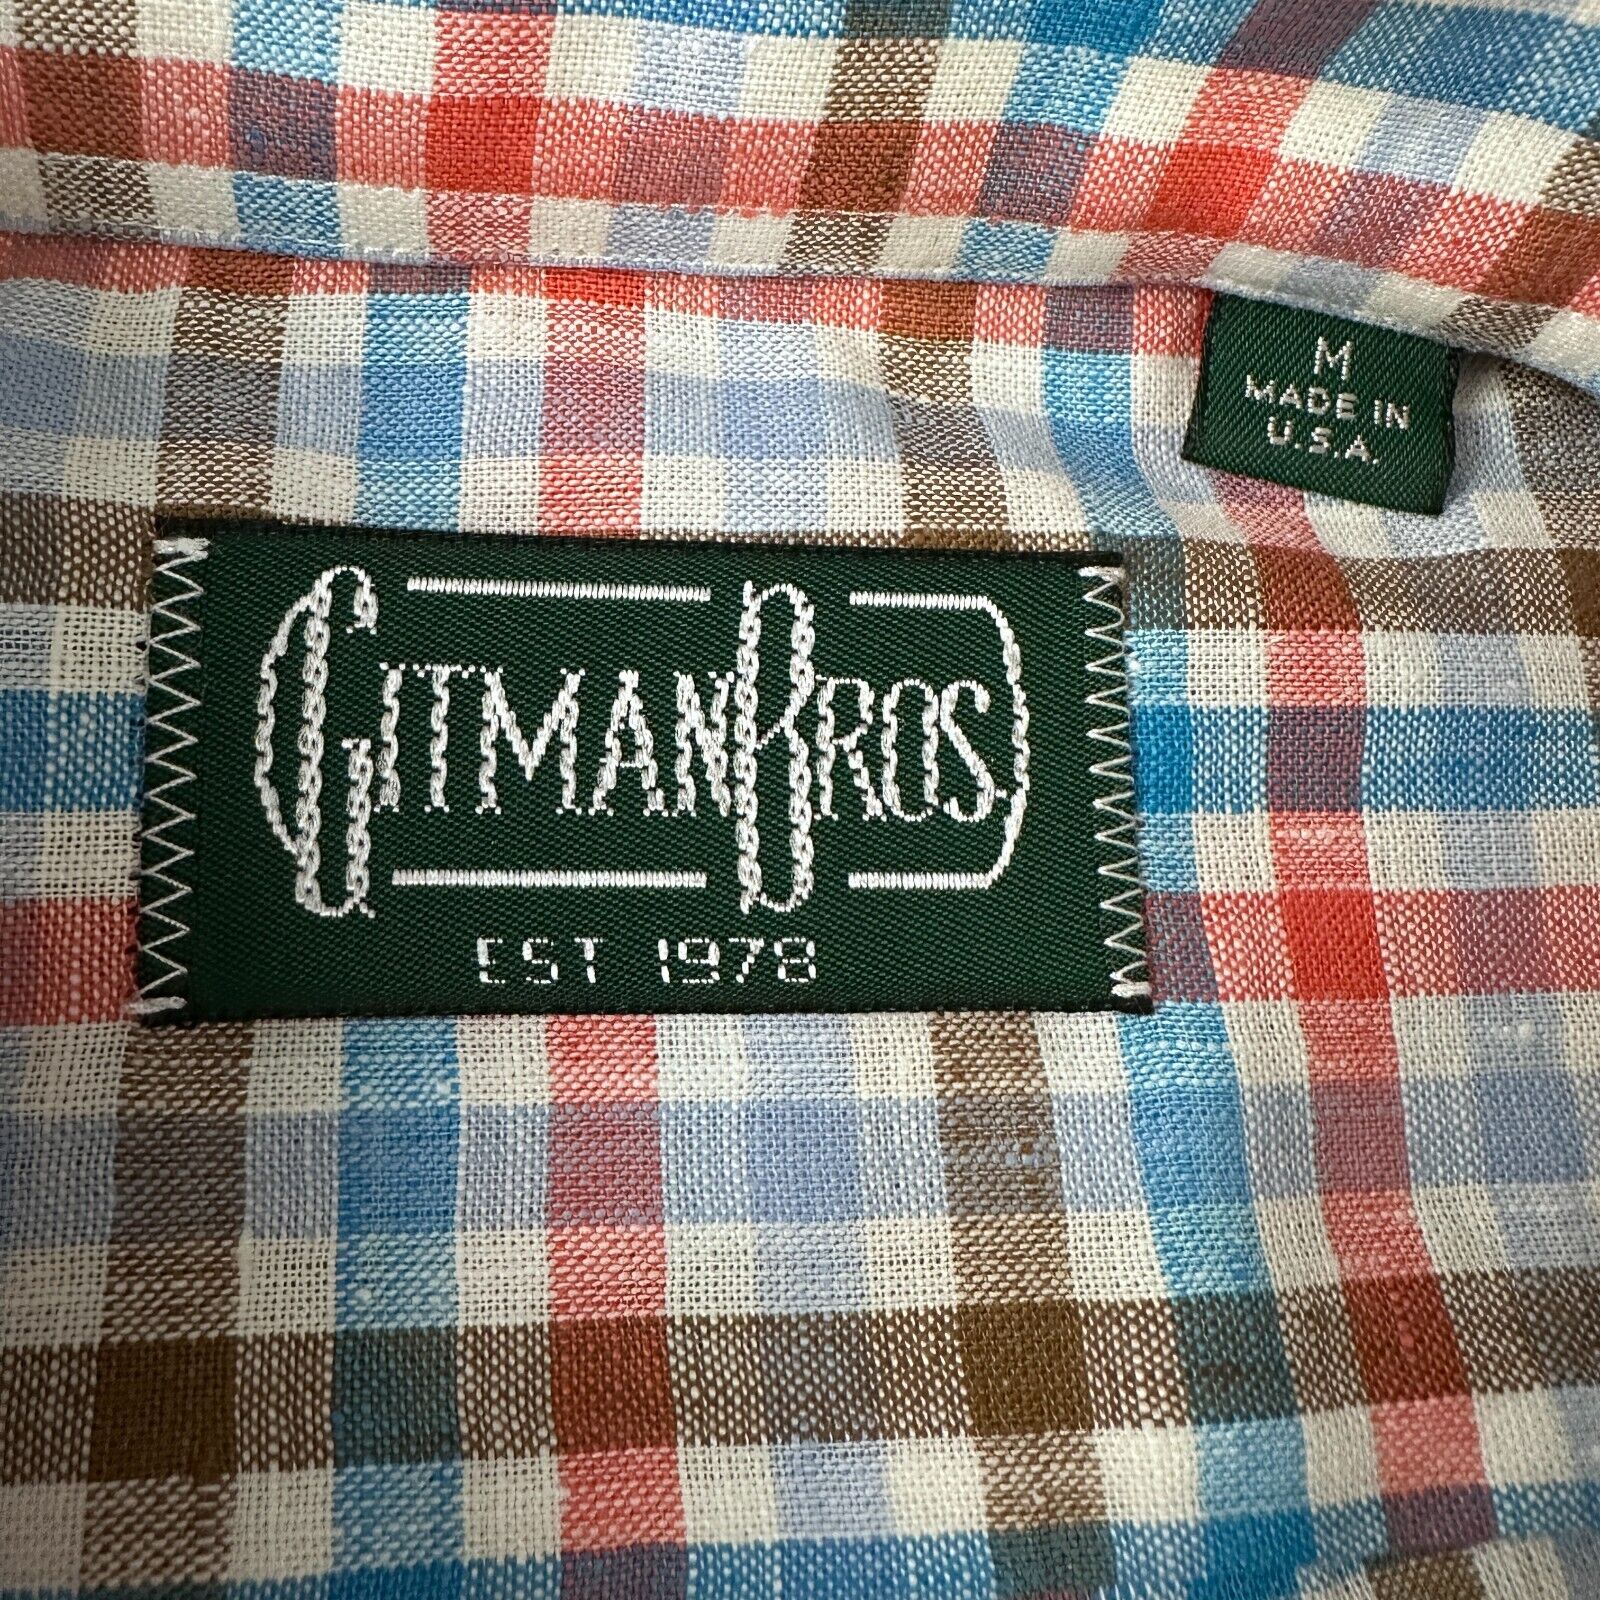 M
MADE IN
U.S.A.
GITMAN BROS.
EST 1978